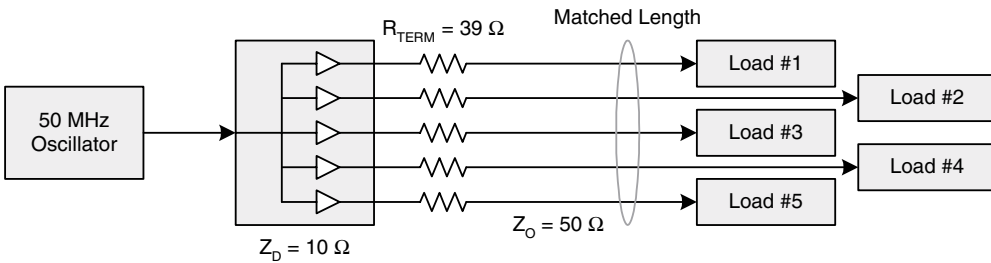 Matched Length
R_TERM = 39 Ω
Load #1
Load #2
50 MHz
Oscillator
Load #3
Load #4
Load #5
Z_O = 50 Ω
Z_D = 10 Ω